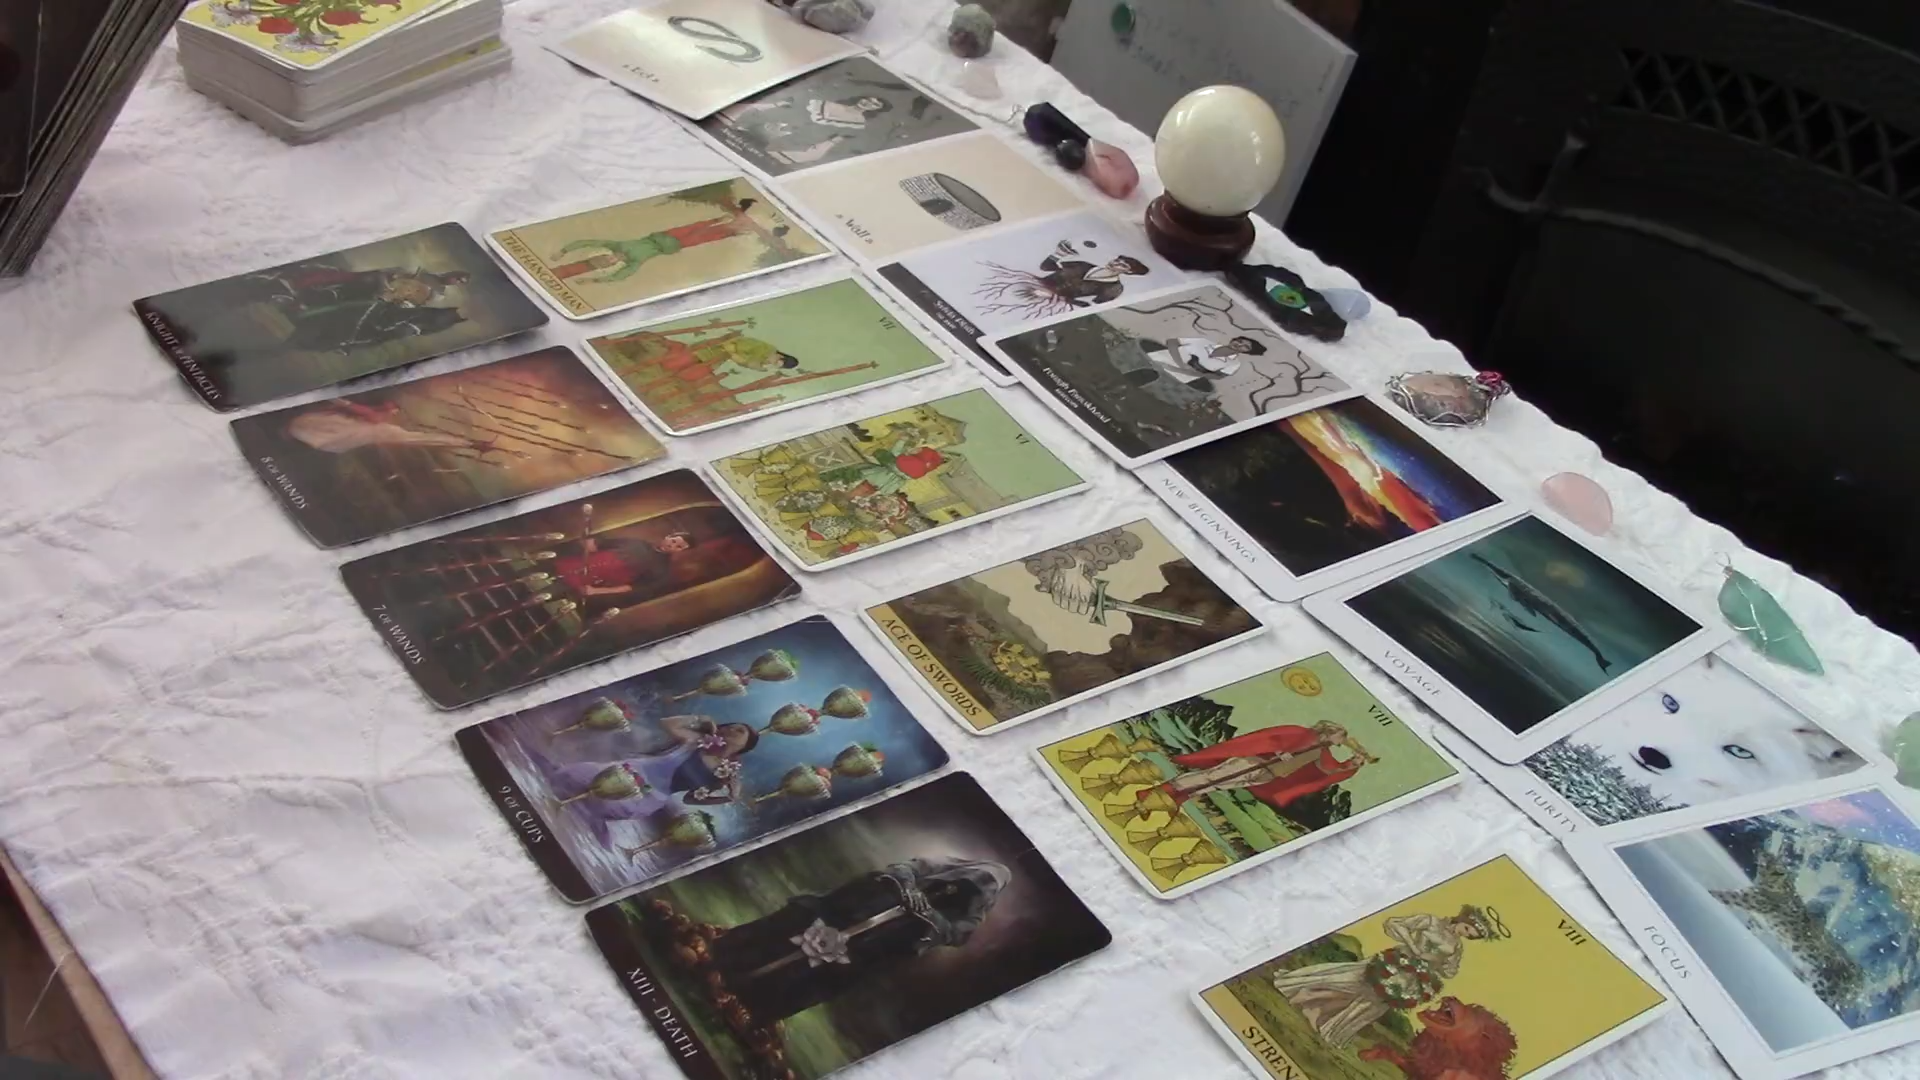 KNIGHT OF PENTACLES
8 OF WANDS
7 OF WANDS
9 OF CUPS
XIII - DEATH
THE HANGED MAN
VII
VI
ACE OF SWORDS
VIII
VIII
STREN
Wall
NEW BEGINNINGS
VOYAGE
PURITY
FOCUS